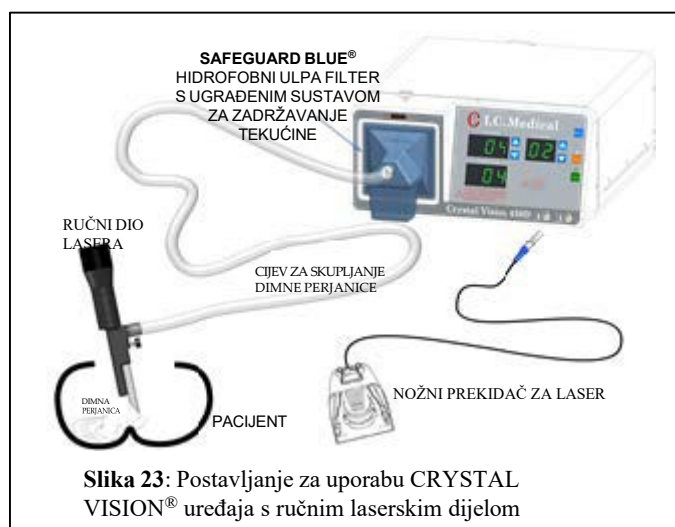 SAFEGUARD BLUE®
HIDROFOBNI ULPA FILTER
S UGRAĐENIM SUSTAVOM
ZA ZADRŽAVANJE
TEKUĆINE
I.C. Medical
04 02
04
Crystal Vision
RUČNI DIO
LASERA
CIJEV ZA SKUPLJANJE
DIMNE PERJANICE
DIMNA
PERJANICA
PACIJENT
NOŽNI PREKIDAČ ZA LASER
Slika 23: Postavljanje za uporabu CRYSTAL
VISION® uređaja s ručnim laserskim dijelom